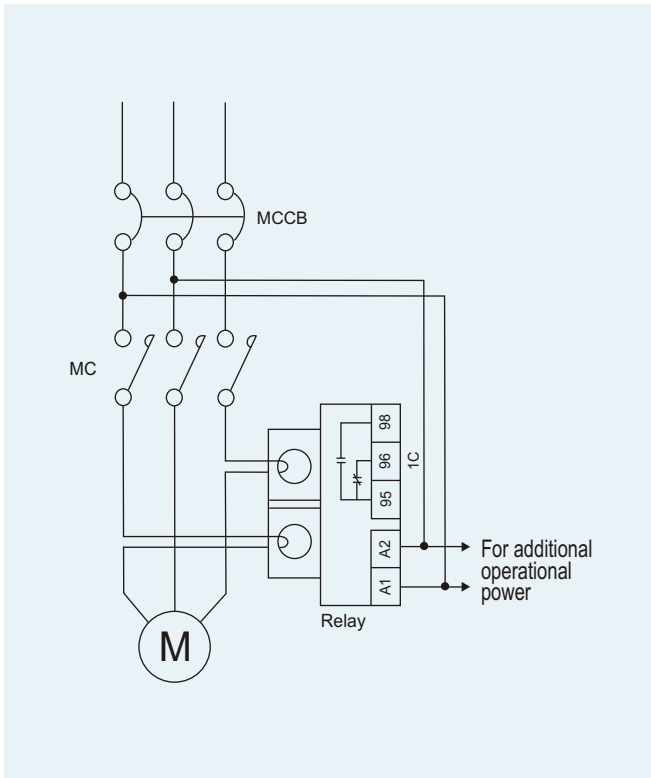 MCCB
MC
98
96
95
1C
A2
A1
For additional
operational
power
Relay
M